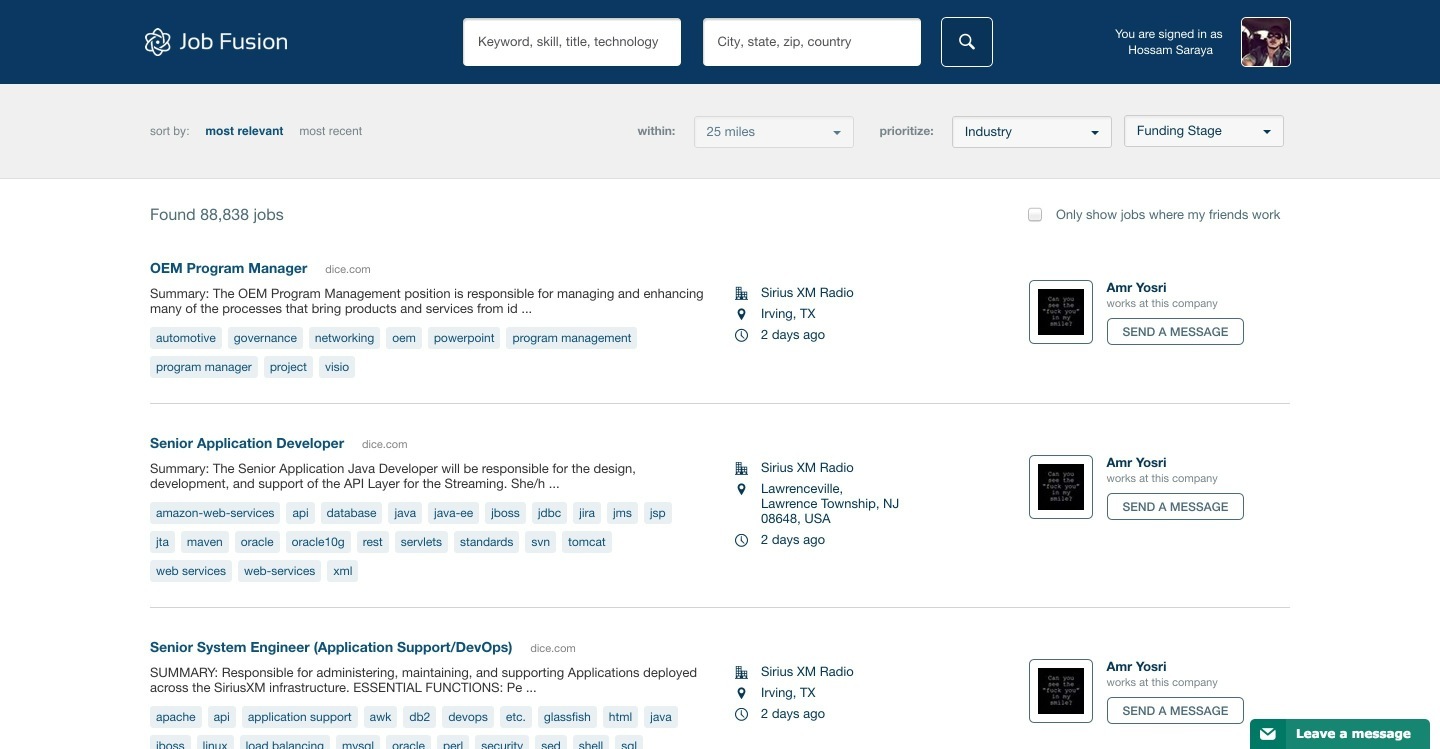 Job Fusion
Keyword, skill, title, technology
City, state, zip, country
You are signed in as
Hossam Saraya
sort by: most relevant most recent
within: 25 miles prioritize: Industry Funding Stage
Found 88,838 jobs
Only show jobs where my friends work
OEM Program Manager dice.com
Summary: The OEM Program Management position is responsible for managing and enhancing
many of the processes that bring products and services from id ...
automotive governance networking oem powerpoint program management
program manager project visio
Sirius XM Radio
Irving, TX
2 days ago
Can you
see the
"fuck you"
in my
smile?
Amr Yosri
works at this company
SEND A MESSAGE
Senior Application Developer dice.com
Summary: The Senior Application Java Developer will be responsible for the design,
development, and support of the API Layer for the Streaming. She/h ...
amazon-web-services api database java java-ee jboss jdbc jira jms jsp
jta maven oracle oracle10g rest servlets standards svn tomcat
web services web-services xml
Sirius XM Radio
Lawrenceville,
Lawrence Township, NJ
08648, USA
2 days ago
Can you
see the
"fuck you"
in my
smile?
Amr Yosri
works at this company
SEND A MESSAGE
Senior System Engineer (Application Support/DevOps) dice.com
SUMMARY: Responsible for administering, maintaining, and supporting Applications deployed
across the SiriusXM infrastructure. ESSENTIAL FUNCTIONS: Pe ...
apache api application support awk db2 devops etc. glassfish html java
jboss linux load balancing mysql oracle perl security sed shell sql
Sirius XM Radio
Irving, TX
2 days ago
Can you
see the
"fuck you"
in my
smile?
Amr Yosri
works at this company
SEND A MESSAGE
Leave a message